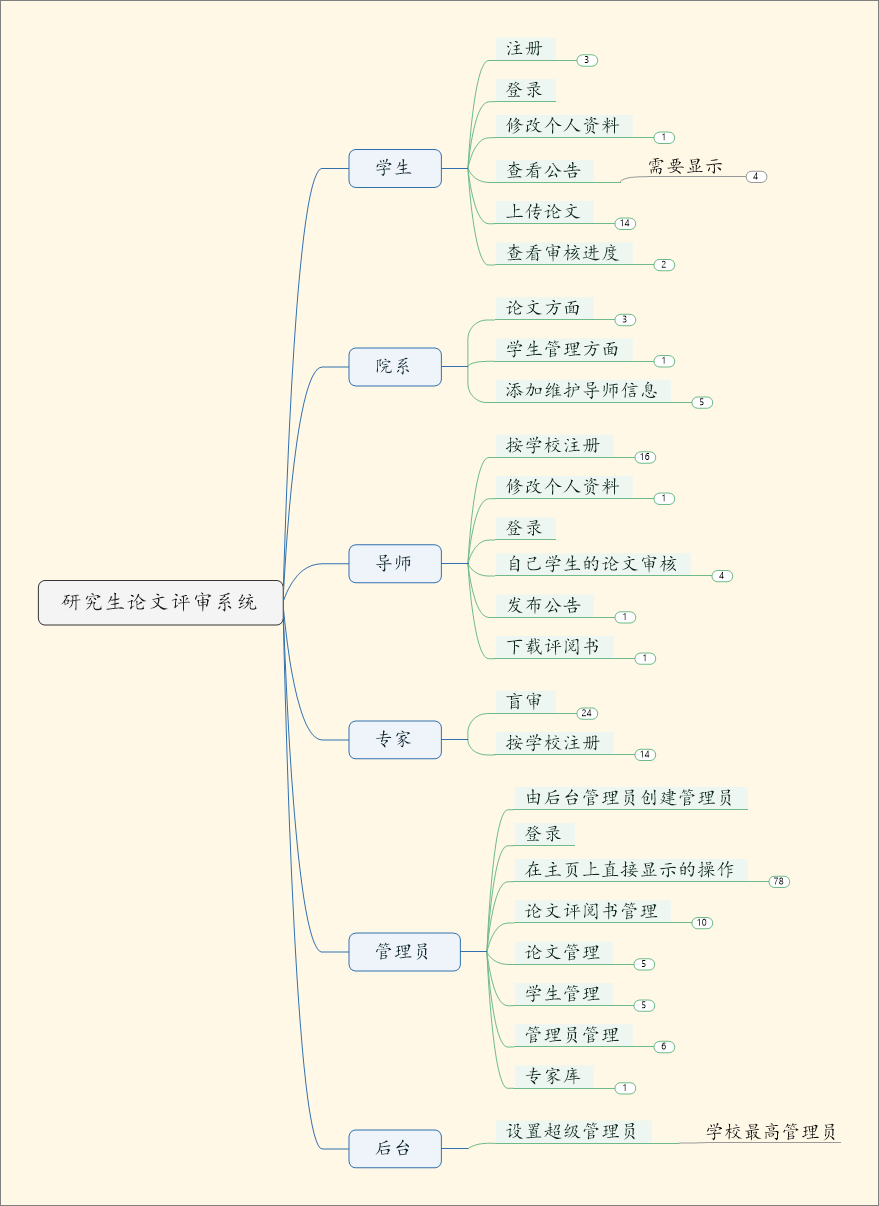 研究生论文评审系统
学生
注册
3
登录
修改个人资料
1
查看公告
需要显示
4
上传论文
14
查看审核进度
2
院系
论文方面
3
学生管理方面
1
添加维护导师信息
5
导师
按学校注册
16
修改个人资料
1
登录
自己学生的论文审核
4
发布公告
1
下载评阅书
1
专家
盲审
24
按学校注册
14
管理员
由后台管理员创建管理员
登录
在主页上直接显示的操作
78
论文评阅书管理
10
论文管理
5
学生管理
5
管理员管理
6
专家库
1
后台
设置超级管理员
学校最高管理员